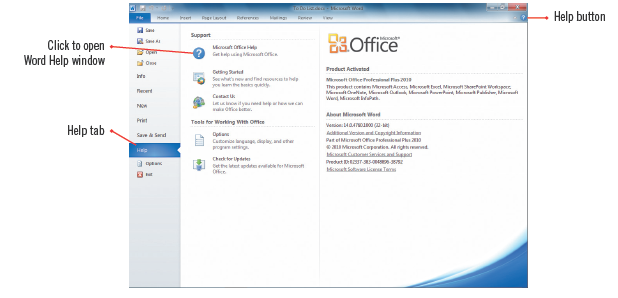 Microsoft Word
File Home Insert Page Layout References Mailings Review View
Help button
Click to open
Word Help window
Help tab
Save
Save As
Open
Close
Info
Recent
New
Print
Save & Send
Help
Options
Exit
Support
Microsoft Office Help
Get help using Microsoft Office.
Getting Started
See what's new and find resources to help
you learn the basics quickly.
Contact Us
Let us know if you need help or how we can
make Office better.
Tools for Working With Office
Options
Customize language, display, and other
program settings.
Check for Updates
Get the latest updates available for Microsoft
Office.
Microsoft
Office
Product Activated
Microsoft Office Professional Plus 2010
This product contains Microsoft Access, Microsoft Excel, Microsoft SharePoint Workspace,
Microsoft OneNote, Microsoft Outlook, Microsoft PowerPoint, Microsoft Publisher, Microsoft
Word, Microsoft InfoPath.
About Microsoft Word
Additional Version and Copyright Information
Part of Microsoft Office Professional Plus 2010
© 2010 Microsoft Corporation. All rights reserved.
Microsoft Customer Services and Support
Product ID:
Microsoft Software License Terms